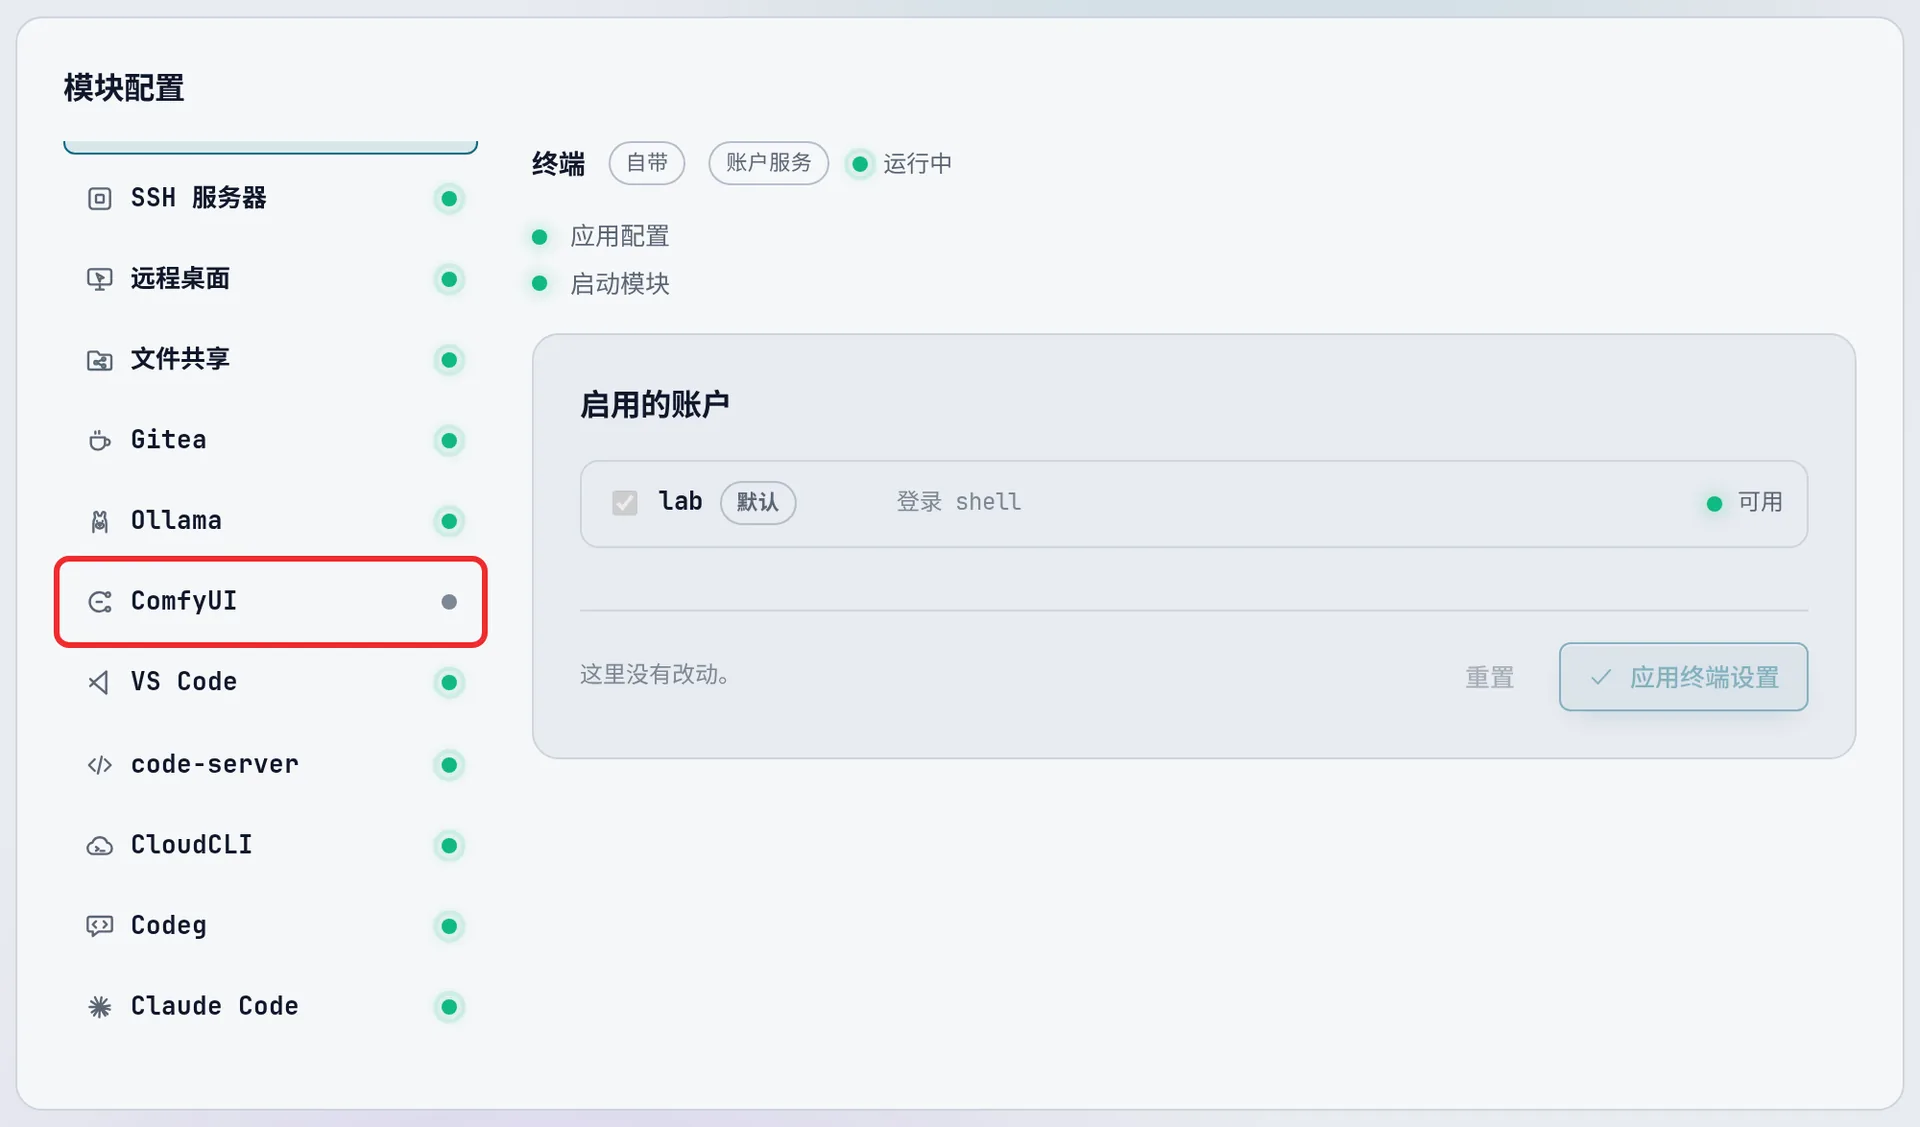 模块配置
SSH 服务器
远程桌面
文件共享
Gitea
Ollama
ComfyUI
VS Code
code-server
CloudCLI
Codeg
Claude Code
终端 自带 账户服务 运行中
应用配置
启动模块
启用的账户
lab 默认 登录 shell 可用
这里没有改动。 重置 应用终端设置